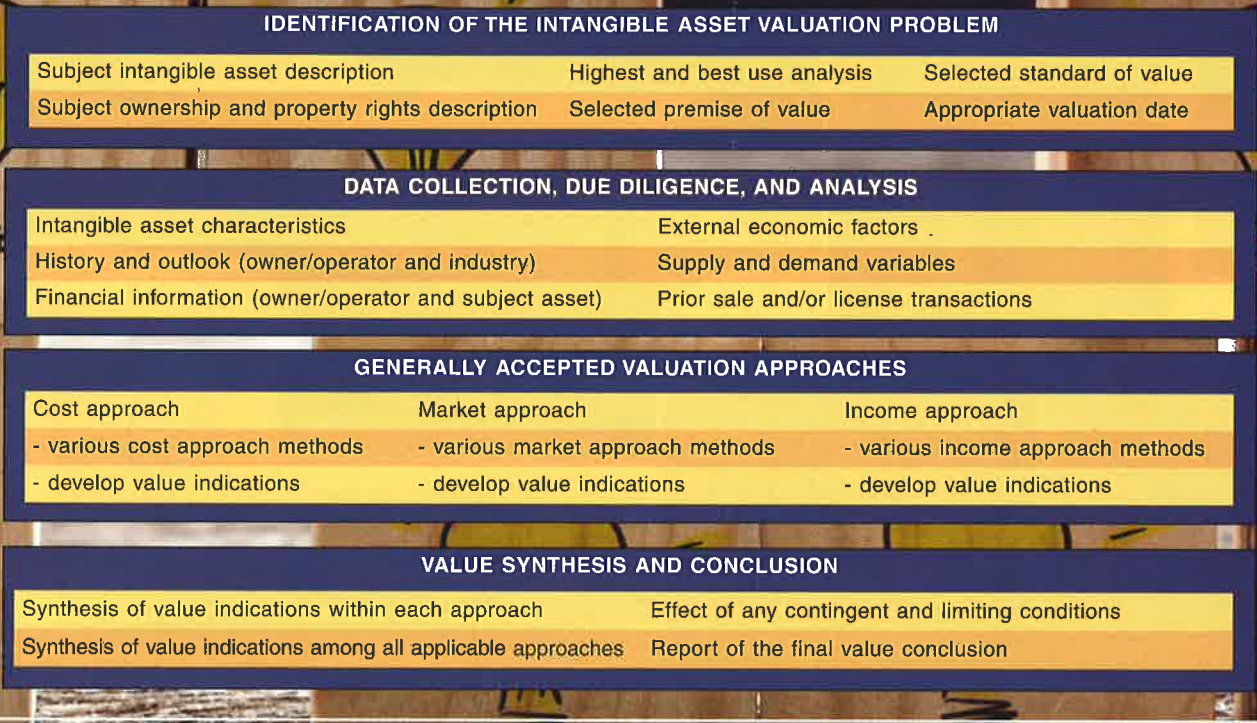 IDENTIFICATION OF THE INTANGIBLE ASSET VALUATION PROBLEM
Subject intangible asset description Highest and best use analysis Selected standard of value
Subject ownership and property rights description Selected premise of value Appropriate valuation date
DATA COLLECTION, DUE DILIGENCE, AND ANALYSIS
Intangible asset characteristics External economic factors
History and outlook (owner/operator and industry) Supply and demand variables
Financial information (owner/operator and subject asset) Prior sale and/or license transactions
GENERALLY ACCEPTED VALUATION APPROACHES
Cost approach Market approach Income approach
- various cost approach methods - various market approach methods - various income approach methods
- develop value indications - develop value indications - develop value indications
VALUE SYNTHESIS AND CONCLUSION
Synthesis of value indications within each approach Effect of any contingent and limiting conditions
Synthesis of value indications among all applicable approaches Report of the final value conclusion